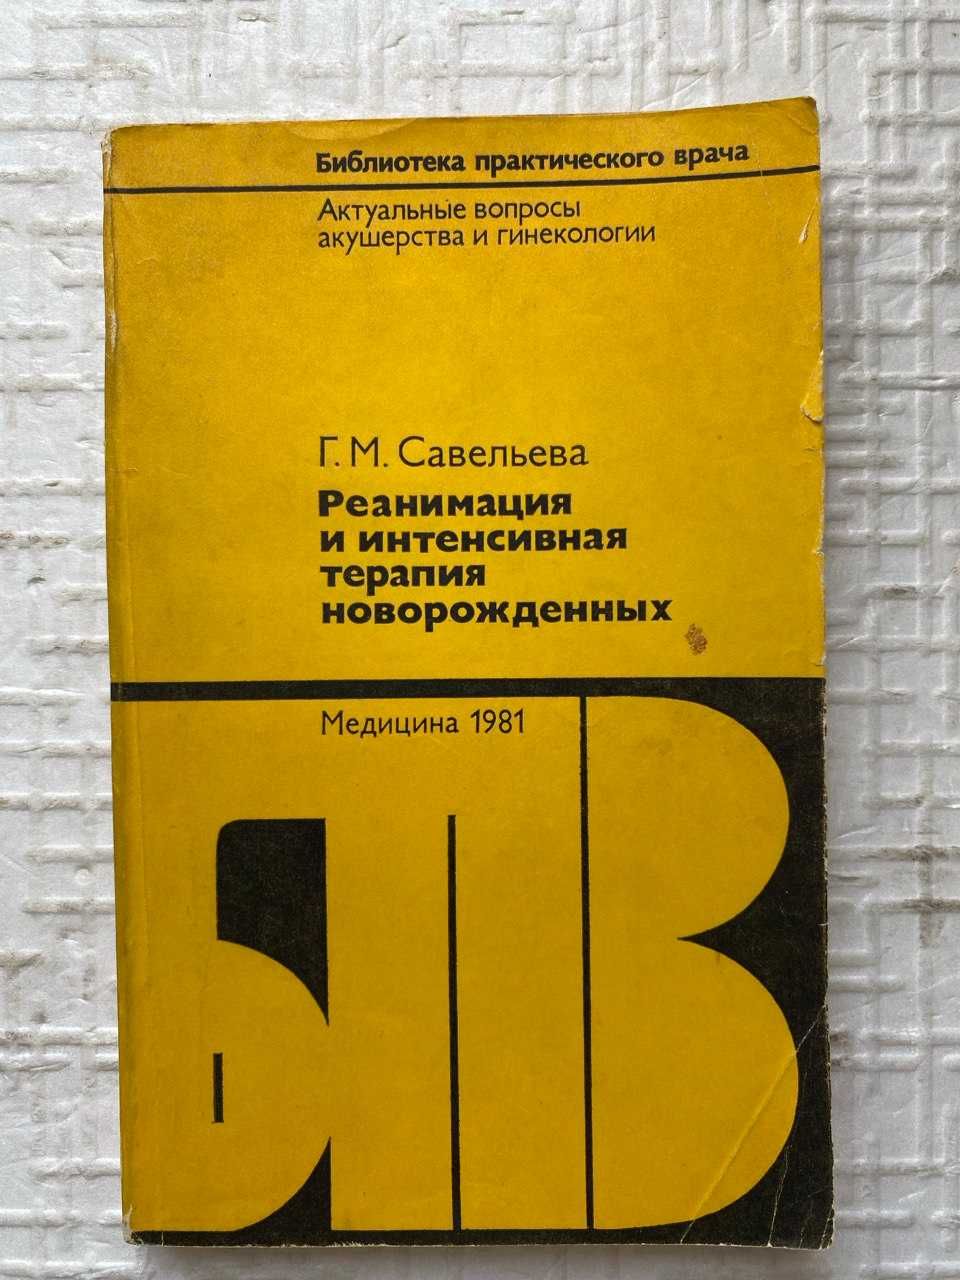 Библиотека практического врача
Актуальные вопросы
акушерства и гинекологии
Г. М. Савельева
Реанимация
и интенсивная
терапия
новорожденных
Медицина 1981
БПВ